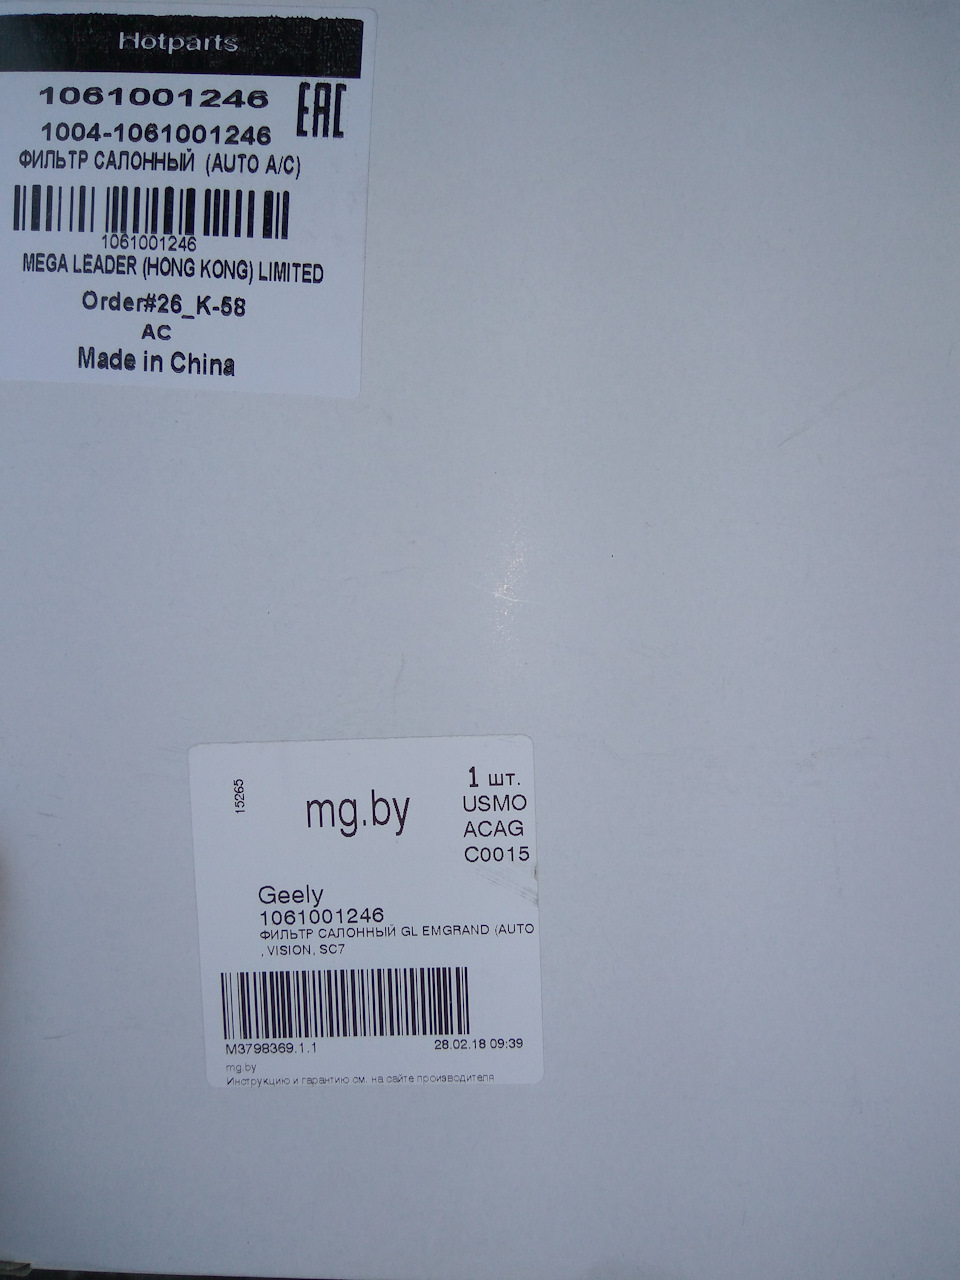 Hotparts
1061001246
EAC
1004-1061001246
ФИЛЬТР САЛОННЫЙ (AUTO A/C)
1061001246
MEGA LEADER (HONG KONG) LIMITED
Order#26_K-58
AC
Made in China
15265
mg.by
1 шт.
USMO
ACAG
C0015
Geely
1061001246
ФИЛЬТР САЛОННЫЙ GL EMGRAND (AUTO
, VISION, SC7
M3798369.1.1
28.02.18 09:39
mg.by
Инструкцию и гарантию см. на сайте производителя